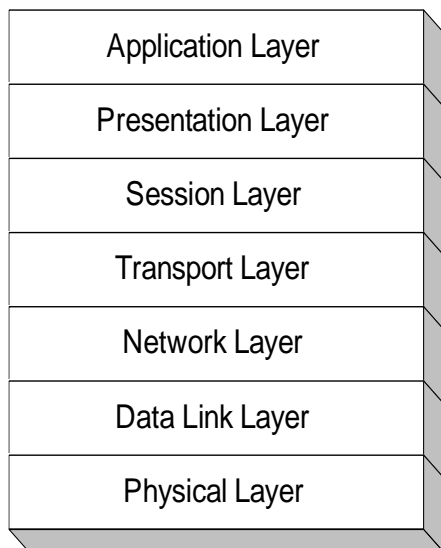 Application Layer
Presentation Layer
Session Layer
Transport Layer
Network Layer
Data Link Layer
Physical Layer